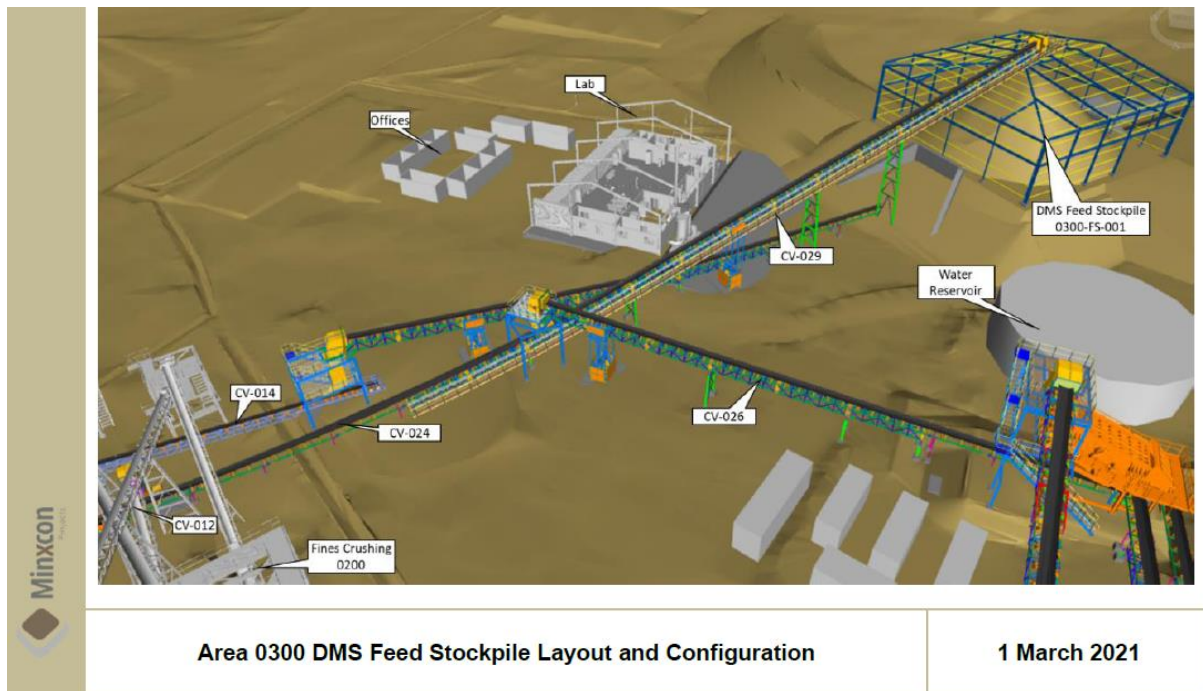 Lab
Offices
DMS Feed Stockpile
0300-FS-001
CV-029
Water
Reservoir
CV-014
CV-024
CV-026
CV-012
Fines Crushing
0200
Minxcon
Projects
Area 0300 DMS Feed Stockpile Layout and Configuration
1 March 2021